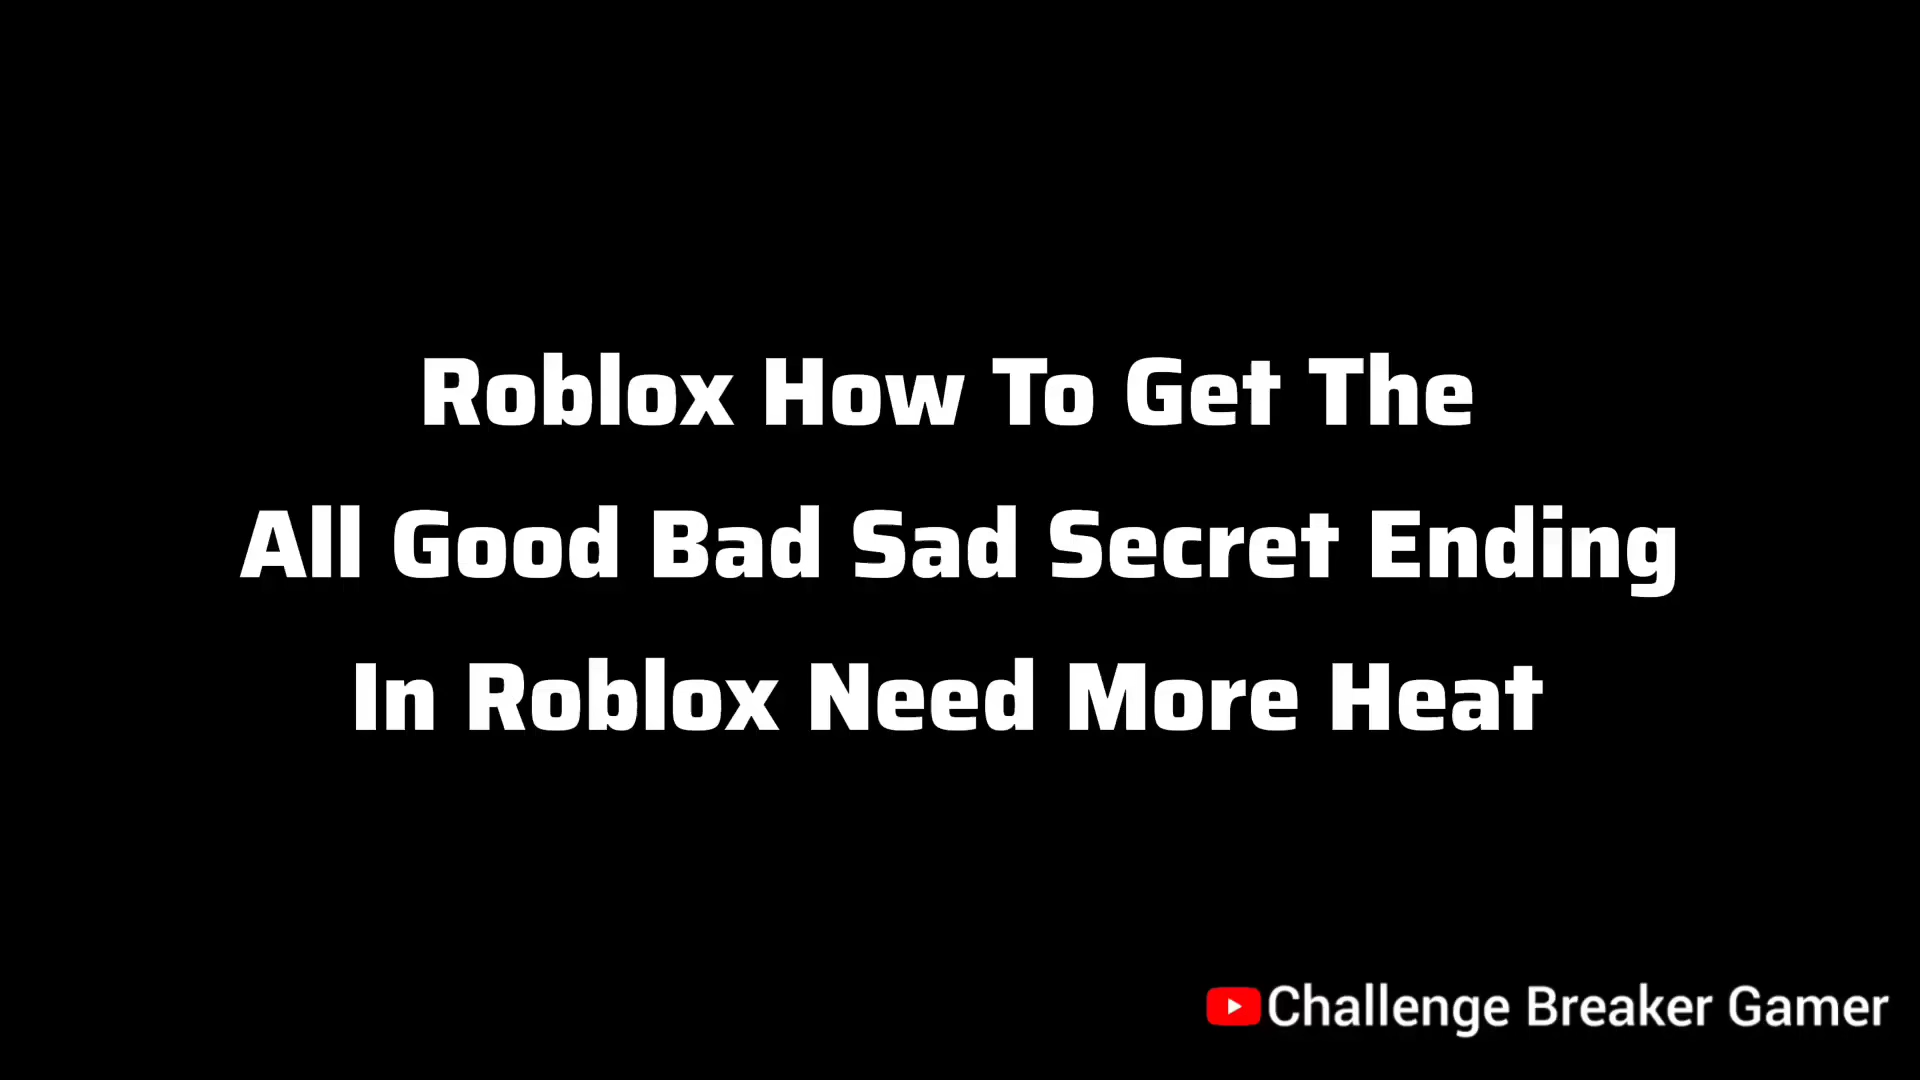 Roblox How To Get The
All Good Bad Sad Secret Ending
In Roblox Need More Heat
Challenge Breaker Gamer